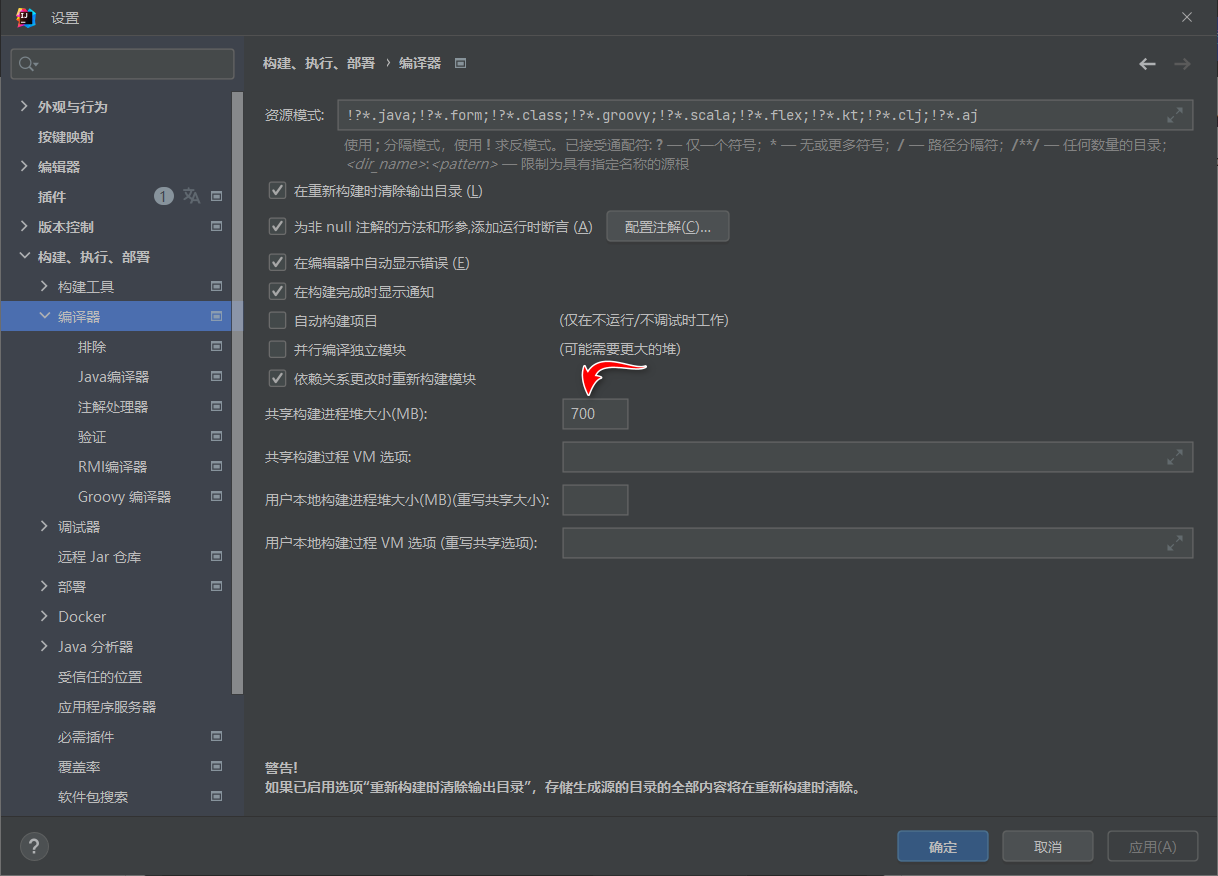 设置
外观与行为
按键映射
编辑器
插件 1
版本控制
构建、执行、部署
构建工具
编译器
排除
Java编译器
注解处理器
验证
RMI编译器
Groovy 编译器
调试器
远程 Jar 仓库
部署
Docker
Java 分析器
受信任的位置
应用程序服务器
必需插件
覆盖率
软件包搜索
构建、执行、部署 › 编译器
资源模式: !?*.java;!?*.form;!?*.class;!?*.groovy;!?*.scala;!?*.flex;!?*.kt;!?*.clj;!?*.aj
使用 ; 分隔模式，使用 ! 求反模式。已接受通配符: ? — 仅一个符号；* — 无或更多符号；/ — 路径分隔符；/**/ — 任何数量的目录；
<dir_name>:<pattern> — 限制为具有指定名称的源根
在重新构建时清除输出目录 (L)
为非 null 注解的方法和形参,添加运行时断言 (A) 配置注解(C)...
在编辑器中自动显示错误 (E)
在构建完成时显示通知
自动构建项目 (仅在不运行/不调试时工作)
并行编译独立模块 (可能需要更大的堆)
依赖关系更改时重新构建模块
共享构建进程堆大小(MB): 700
共享构建过程 VM 选项:
用户本地构建进程堆大小(MB)(重写共享大小):
用户本地构建过程 VM 选项 (重写共享选项):
警告!
如果已启用选项“重新构建时清除输出目录”，存储生成源的目录的全部内容将在重新构建时清除。
? 确定 取消 应用(A)